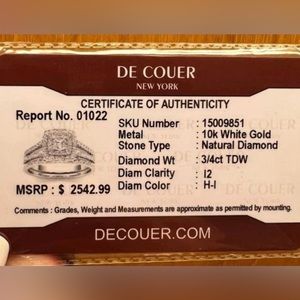 DE COUER
NEW YORK
CERTIFICATE OF AUTHENTICITY
Report No. 01022
SKU Number : 15009851
Metal : 10k White Gold
Stone Type : Natural Diamond
Diamond Wt : 3/4ct TDW
Diam Clarity : I2
Diam Color : H-I
MSRP : $ 2542.99
Comments : Grades, Weight and Measurements are approximate as permitted by mounting.
DECOUER.COM